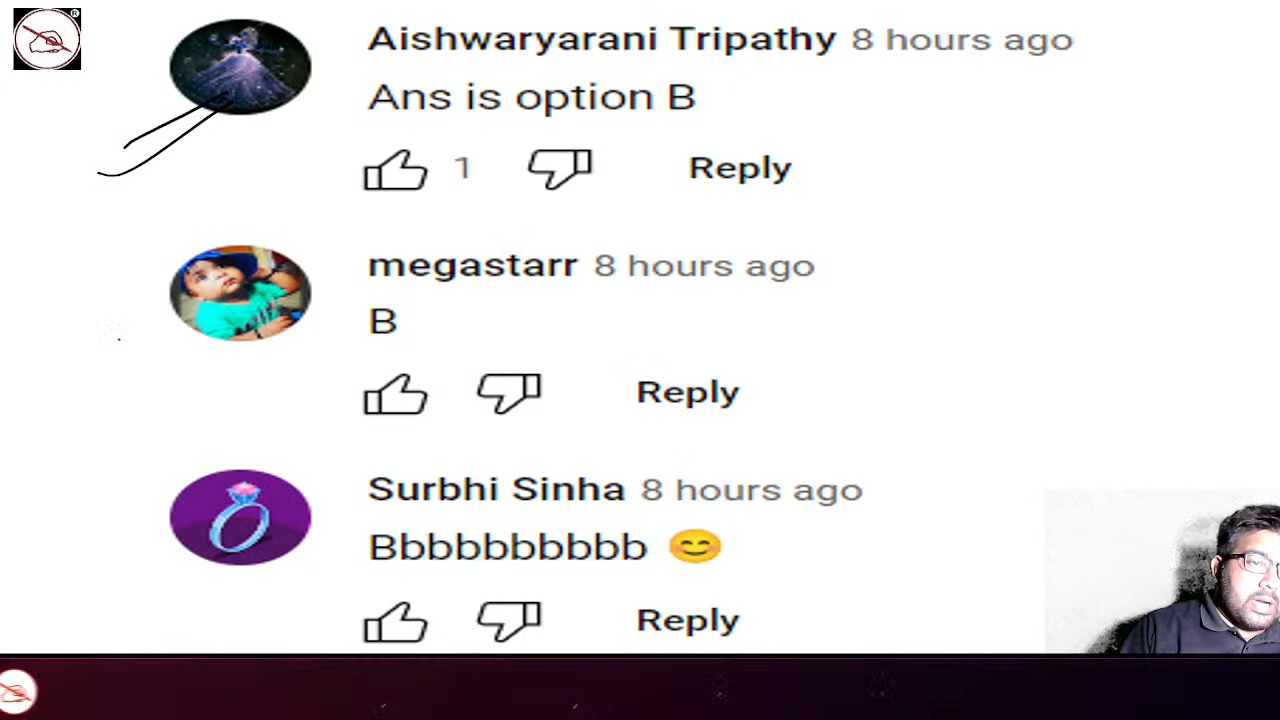 Aishwaryarani Tripathy 8 hours ago
Ans is option B
1 Reply
megastarr 8 hours ago
B
Reply
Surbhi Sinha 8 hours ago
Bbbbbbbbbbb 😊
Reply